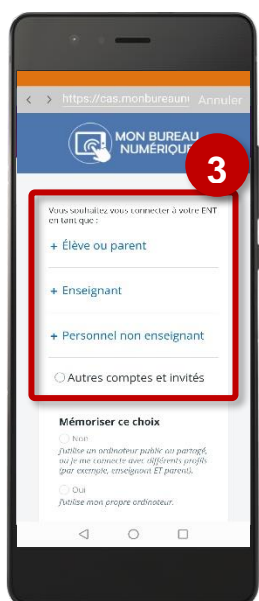 < > https://cas.monbureaunu Annuler
MON BUREAU
NUMÉRIQUE
3
Vous souhaitez vous connecter à votre ENT
en tant que :
+ Élève ou parent
+ Enseignant
+ Personnel non enseignant
Autres comptes et invités
Mémoriser ce choix
Non
J'utilise un ordinateur public ou partagé,
ou je me connecte avec différents profils
(par exemple, enseignant ET parent).
Oui
J'utilise mon propre ordinateur.